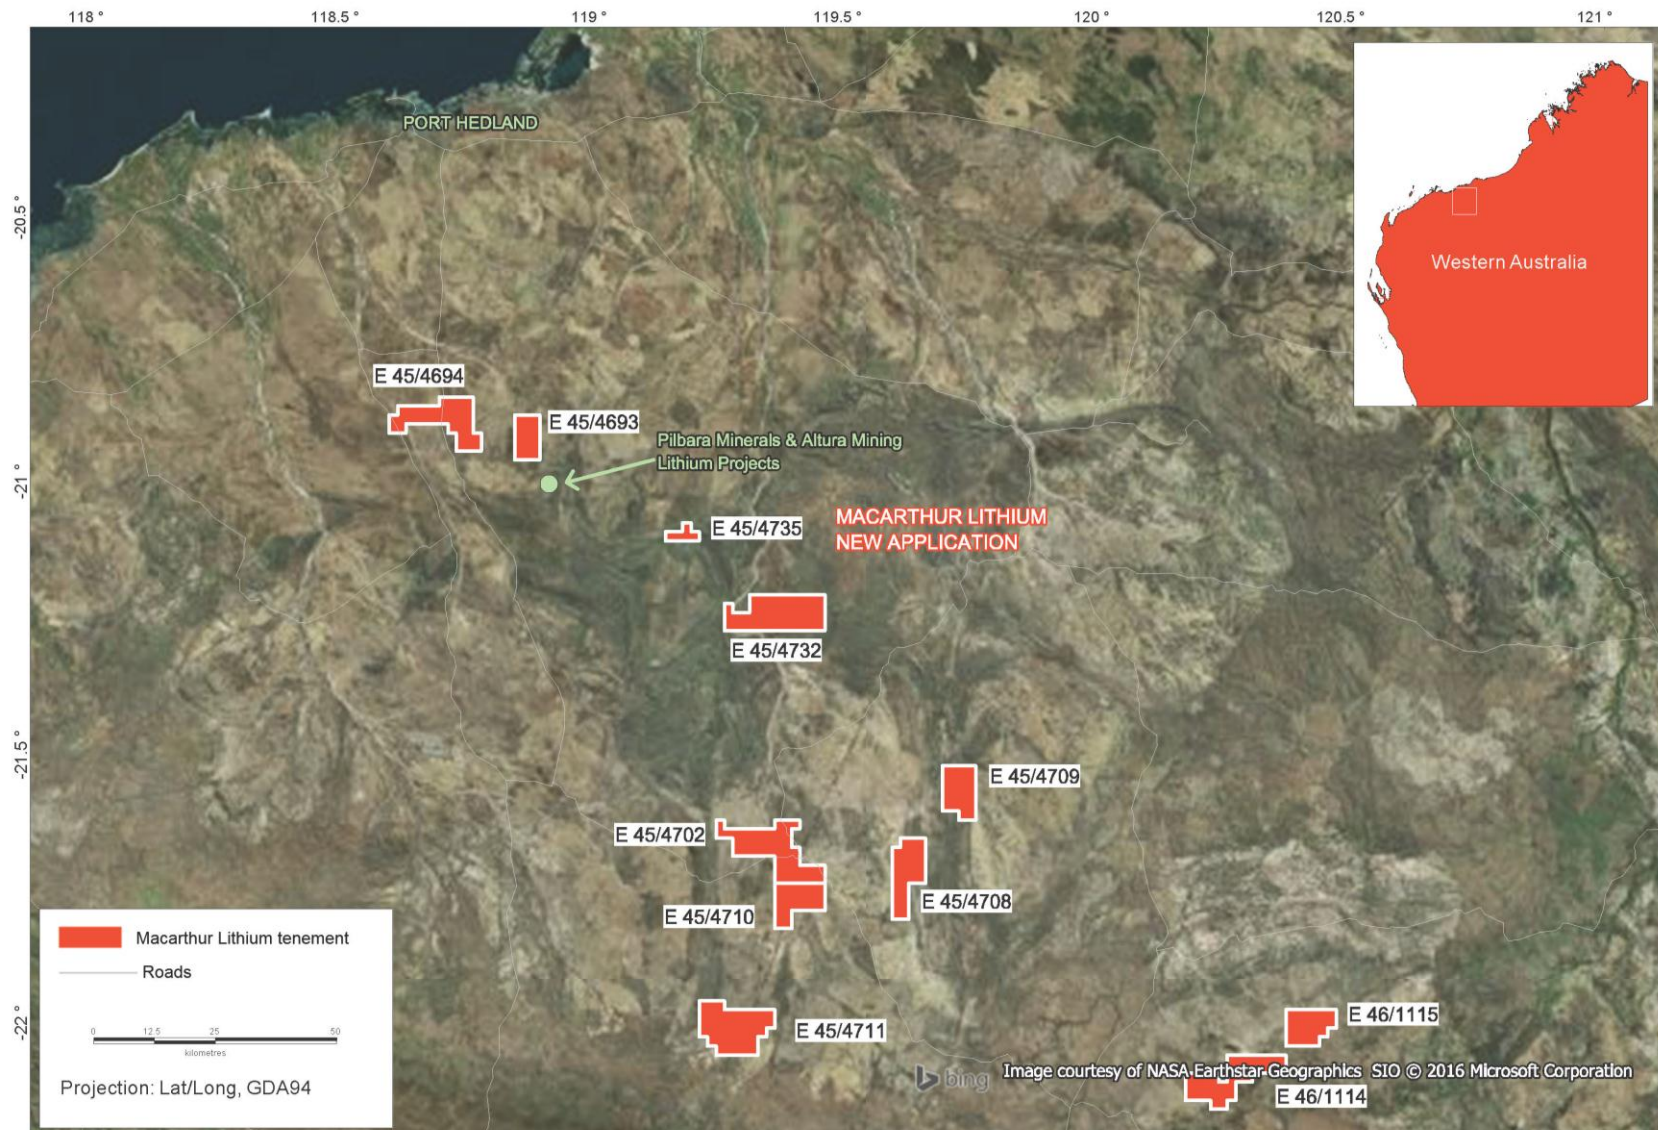 118 °
118.5 °
119 °
119.5 °
120 °
120.5 °
121 °
-20.5 °
-21 °
-21.5 °
-22 °
PORT HEDLAND
Western Australia
E 45/4694
E 45/4693
Pilbara Minerals & Altura Mining
Lithium Projects
E 45/4735
MACARTHUR LITHIUM
NEW APPLICATION
E 45/4732
E 45/4709
E 45/4702
E 45/4708
E 45/4710
E 45/4711
E 46/1115
E 46/1114
Macarthur Lithium tenement
Roads
0 12.5 25 50
kilometres
Projection: Lat/Long, GDA94
bing
Image courtesy of NASA Earthstar Geographics SIO © 2016 Microsoft Corporation